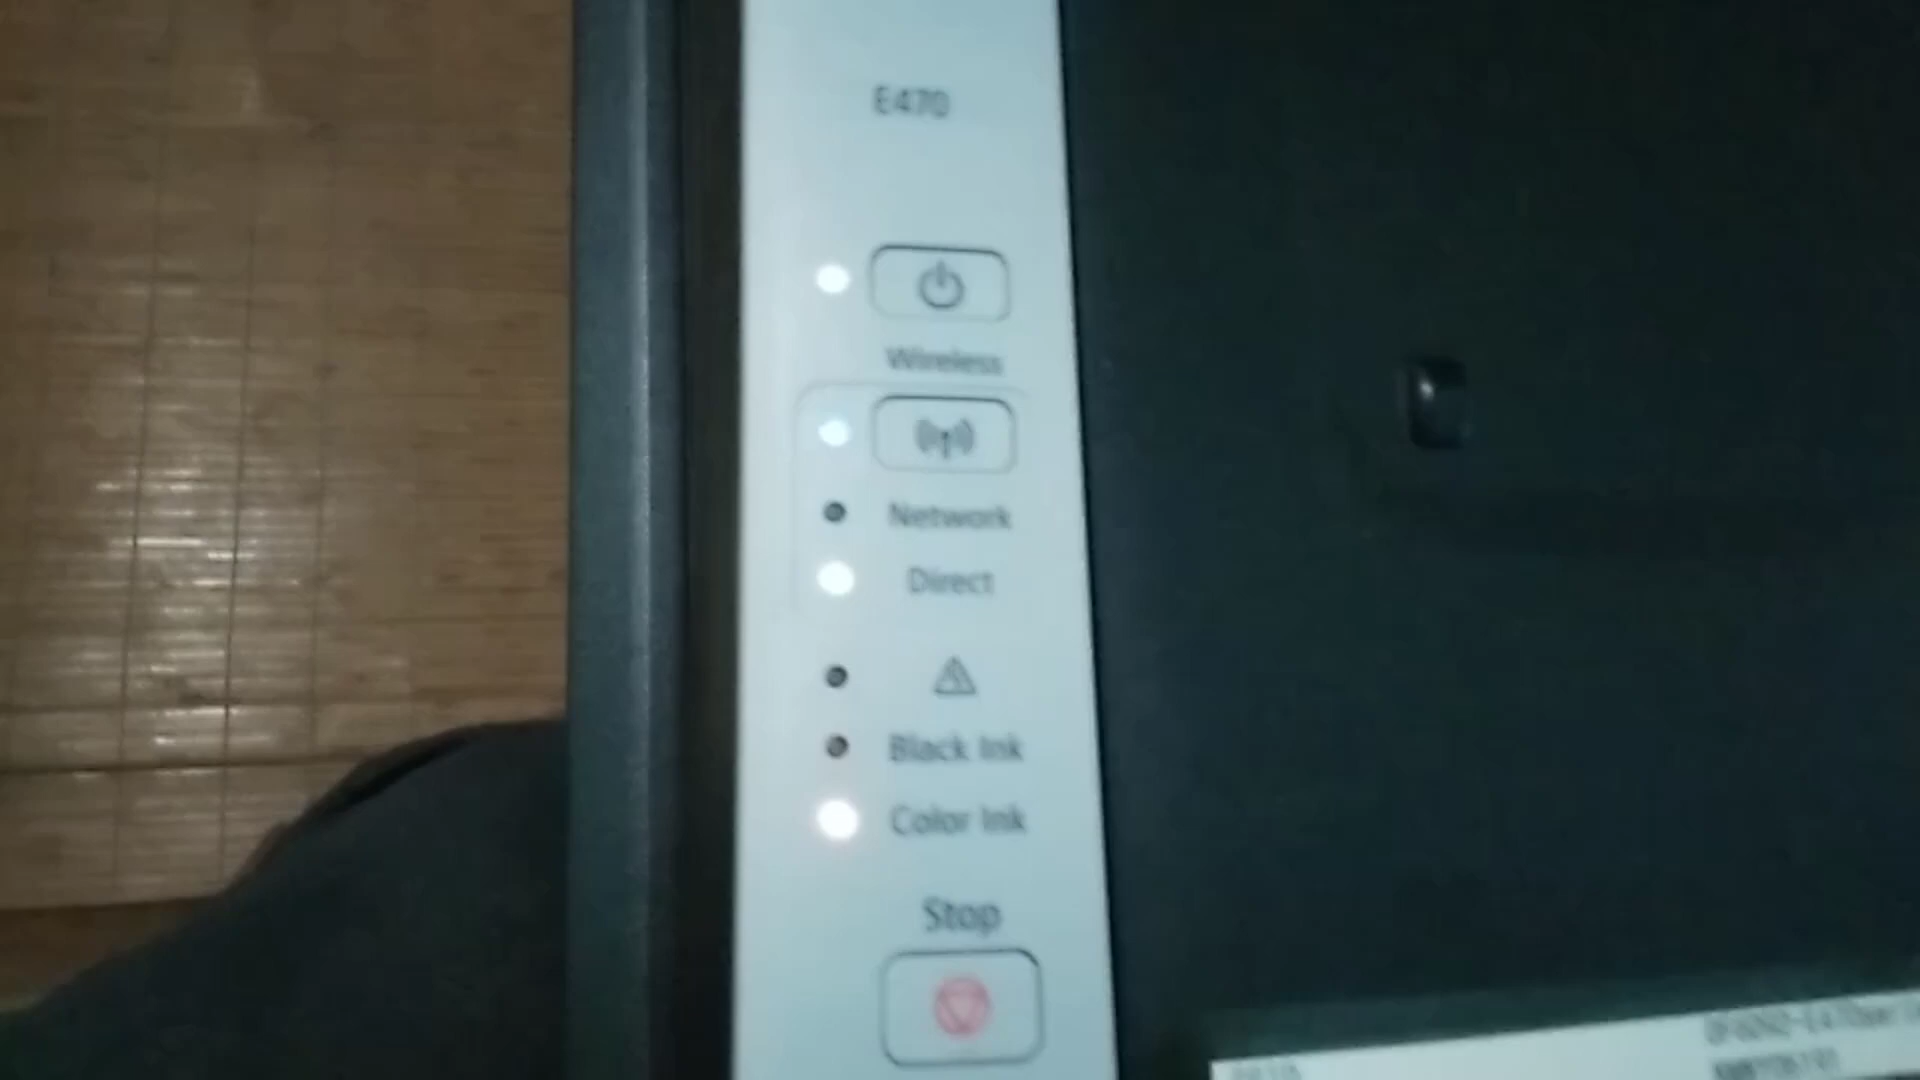 E470
Wireless
Network
Direct
Black Ink
Color Ink
Stop